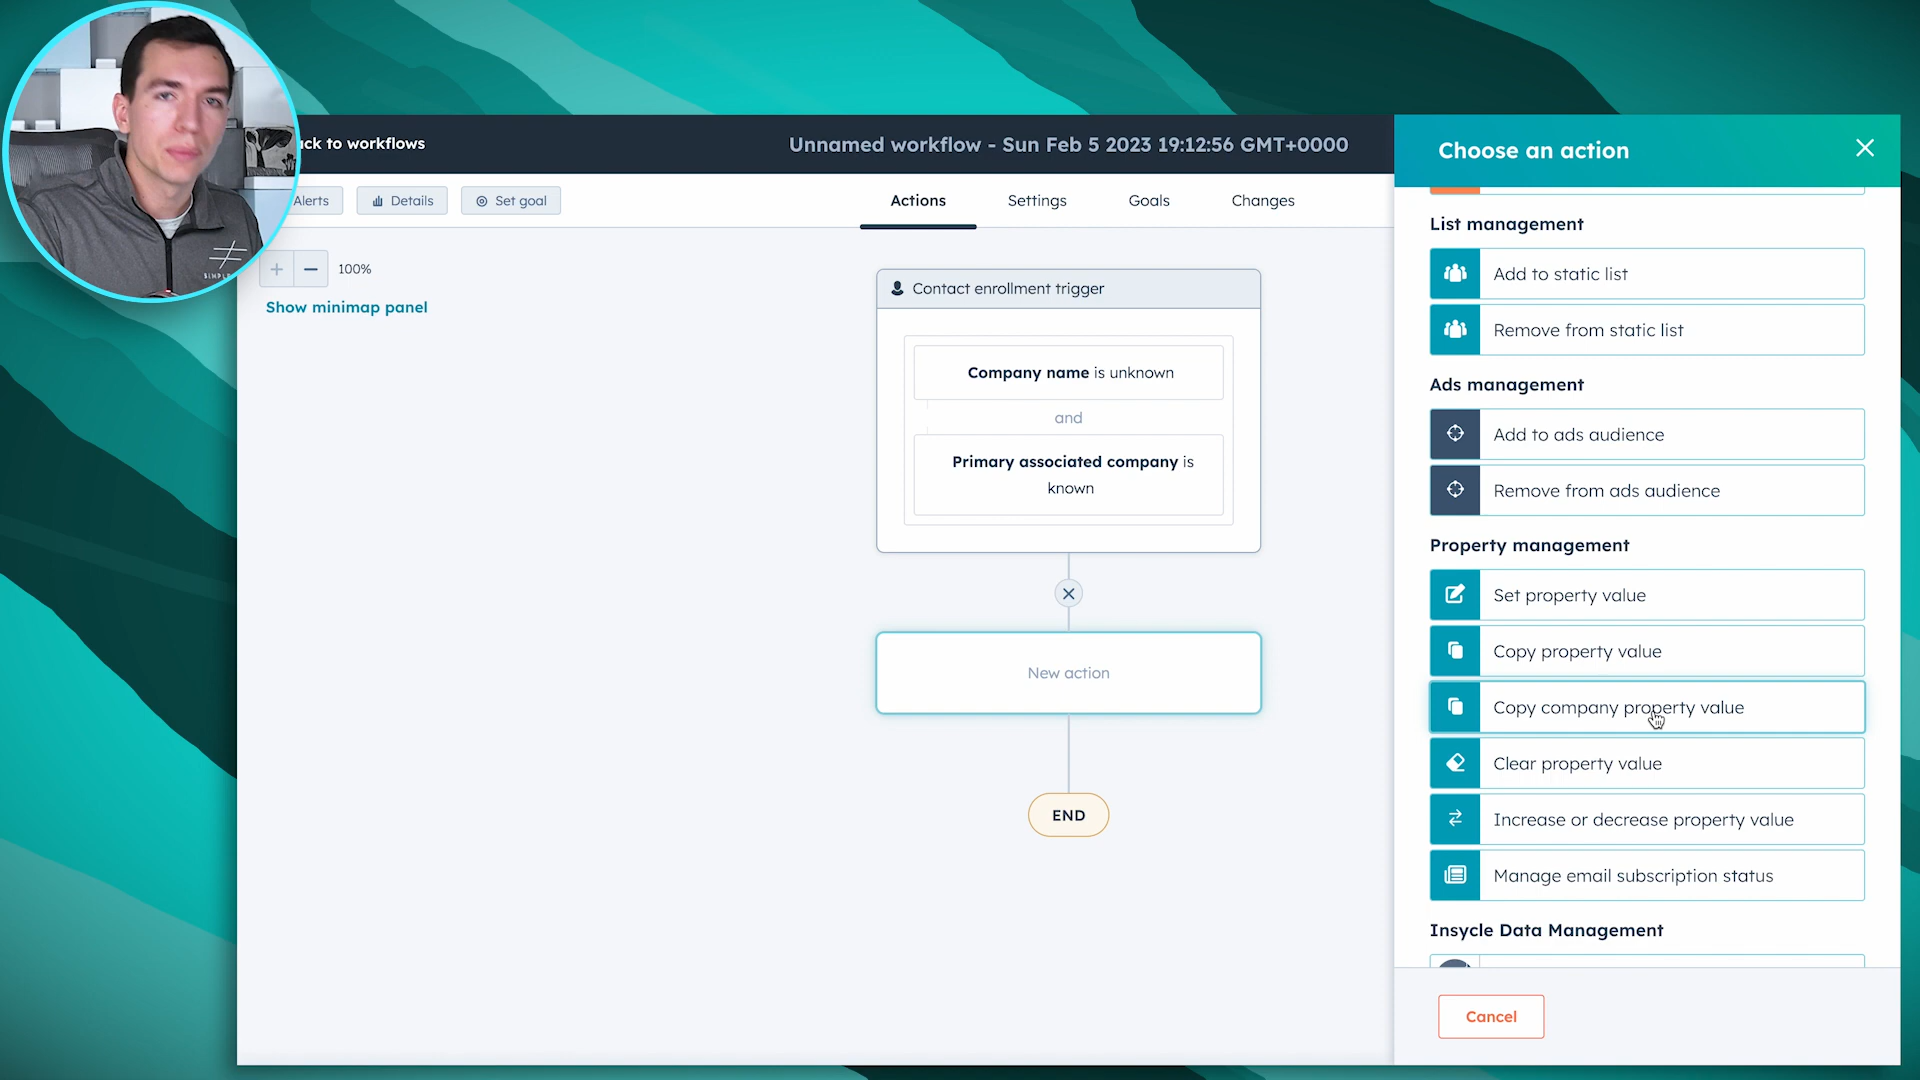 ck to workflows
Unnamed workflow - Sun Feb 5 2023 19:12:56 GMT+0000
Alerts
Details
Set goal
Actions
Settings
Goals
Changes
100%
Show minimap panel
Contact enrollment trigger
Company name is unknown
and
Primary associated company is
known
New action
END
Choose an action
List management
Add to static list
Remove from static list
Ads management
Add to ads audience
Remove from ads audience
Property management
Set property value
Copy property value
Copy company property value
Clear property value
Increase or decrease property value
Manage email subscription status
Insycle Data Management
Cancel